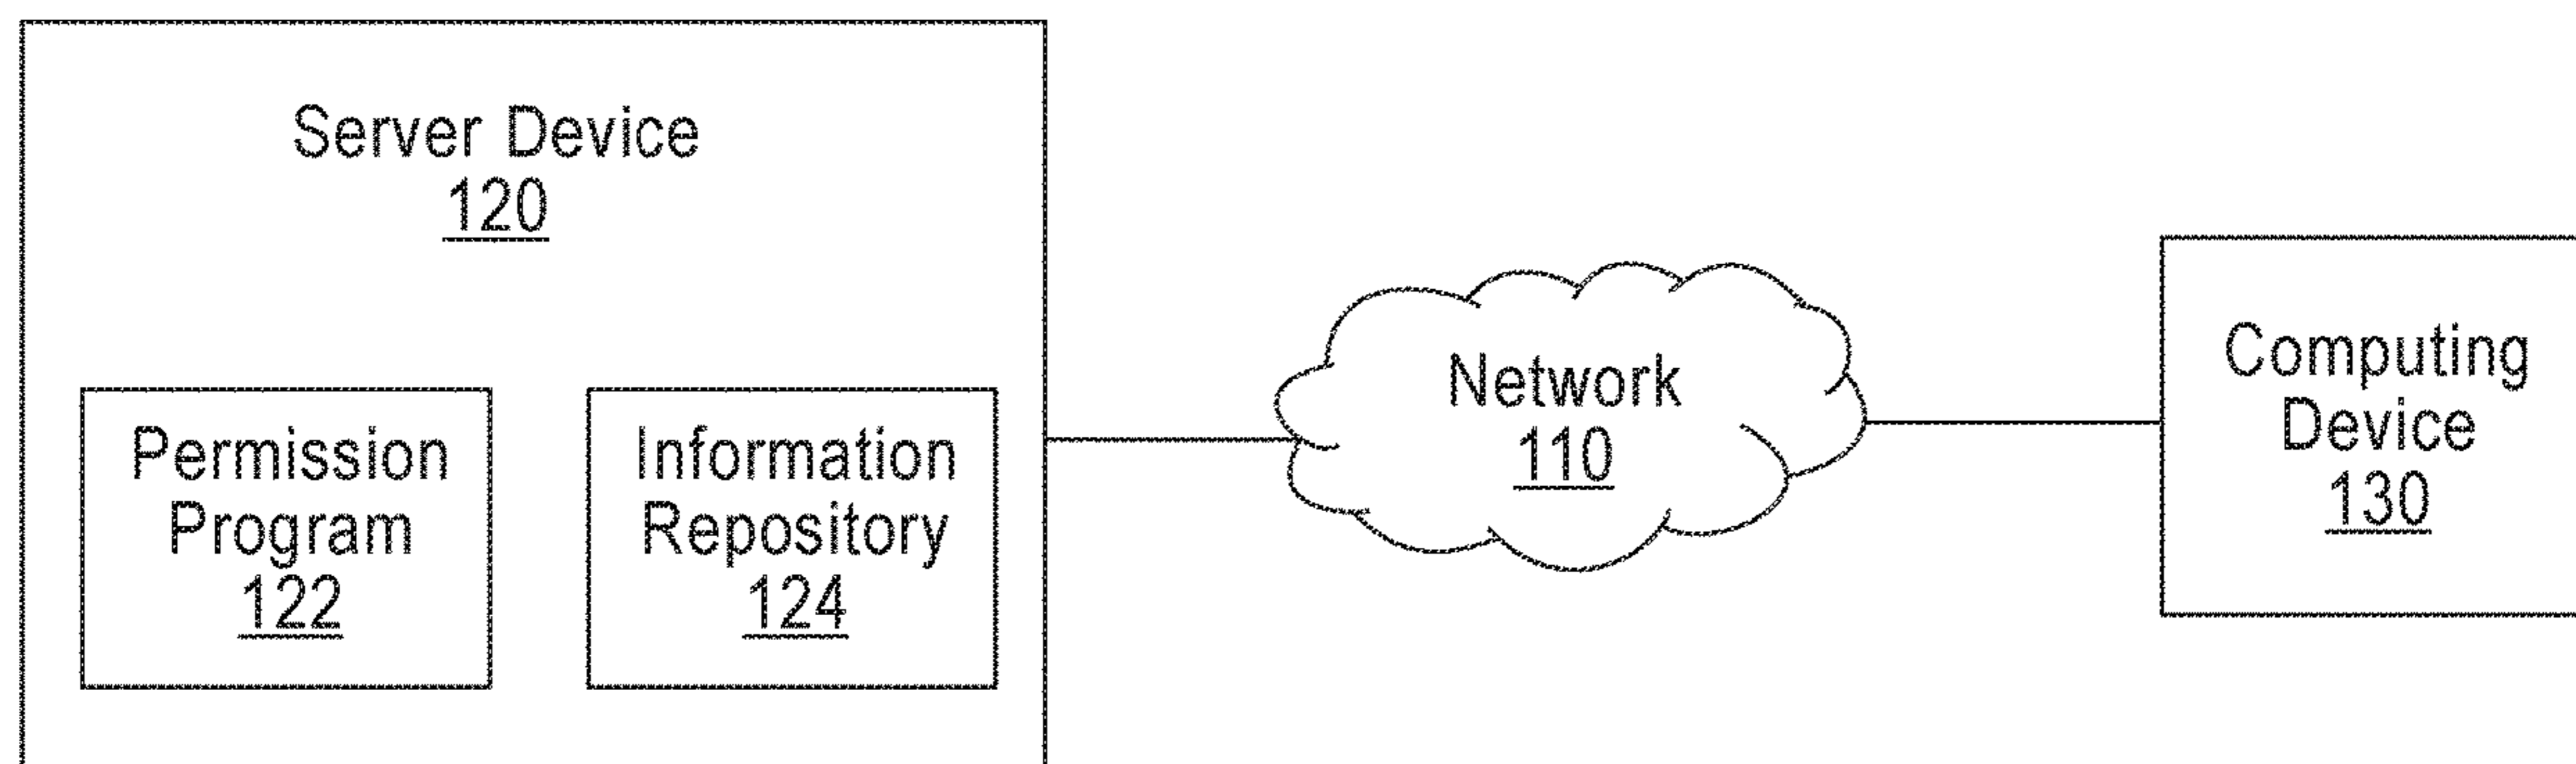 Server Device
120
Permission
Program
122
Information
Repository
124
Network
110
Computing
Device
130